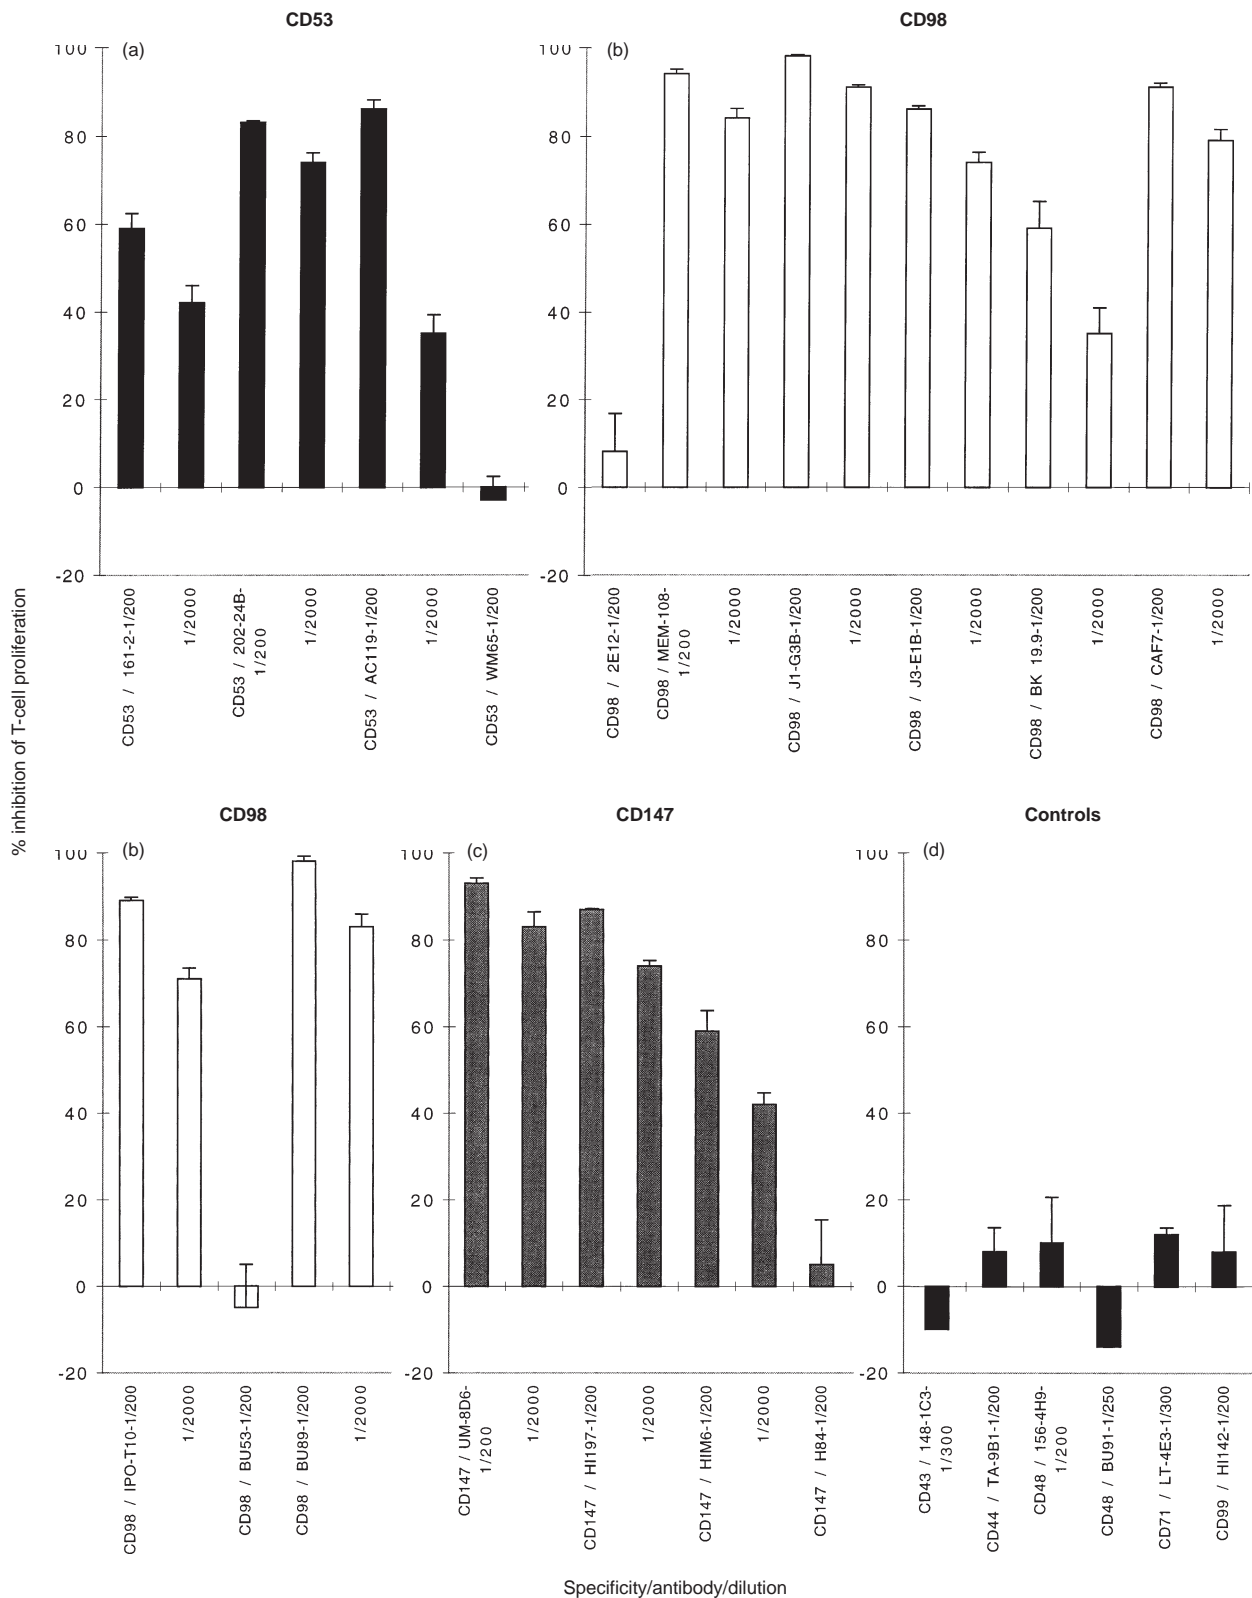 CD53
CD98
(a)
(b)
100
80
60
40
20
0
-20
100
80
60
40
20
0
-20
CD53 / 161-2-1/200
1/2000
CD53 / 202-24B-
1/200
1/2000
CD53 / AC119-1/200
1/2000
CD53 / WM65-1/200
CD98 / 2E12-1/200
CD98 / MEM-108-
1/200
1/2000
CD98 / J1-G3B-1/200
1/2000
CD98 / J3-E1B-1/200
1/2000
CD98 / BK 19.9-1/200
1/2000
CD98 / CAF7-1/200
1/2000
% inhibition of T-cell proliferation
CD98
CD147
Controls
(b)
(c)
(d)
100
80
60
40
20
0
-20
100
80
60
40
20
0
-20
100
80
60
40
20
0
-20
CD98 / IPO-T10-1/200
1/2000
CD98 / BU53-1/200
CD98 / BU89-1/200
1/2000
CD147 / UM-8D6-
1/200
1/2000
CD147 / HI197-1/200
1/2000
CD147 / HIM6-1/200
1/2000
CD147 / H84-1/200
CD43 / 148-1C3-
1/300
CD44 / TA-9B1-1/200
CD48 / 156-4H9-
1/200
CD48 / BU91-1/250
CD71 / LT-4E3-1/300
CD99 / HI142-1/200
Specificity/antibody/dilution